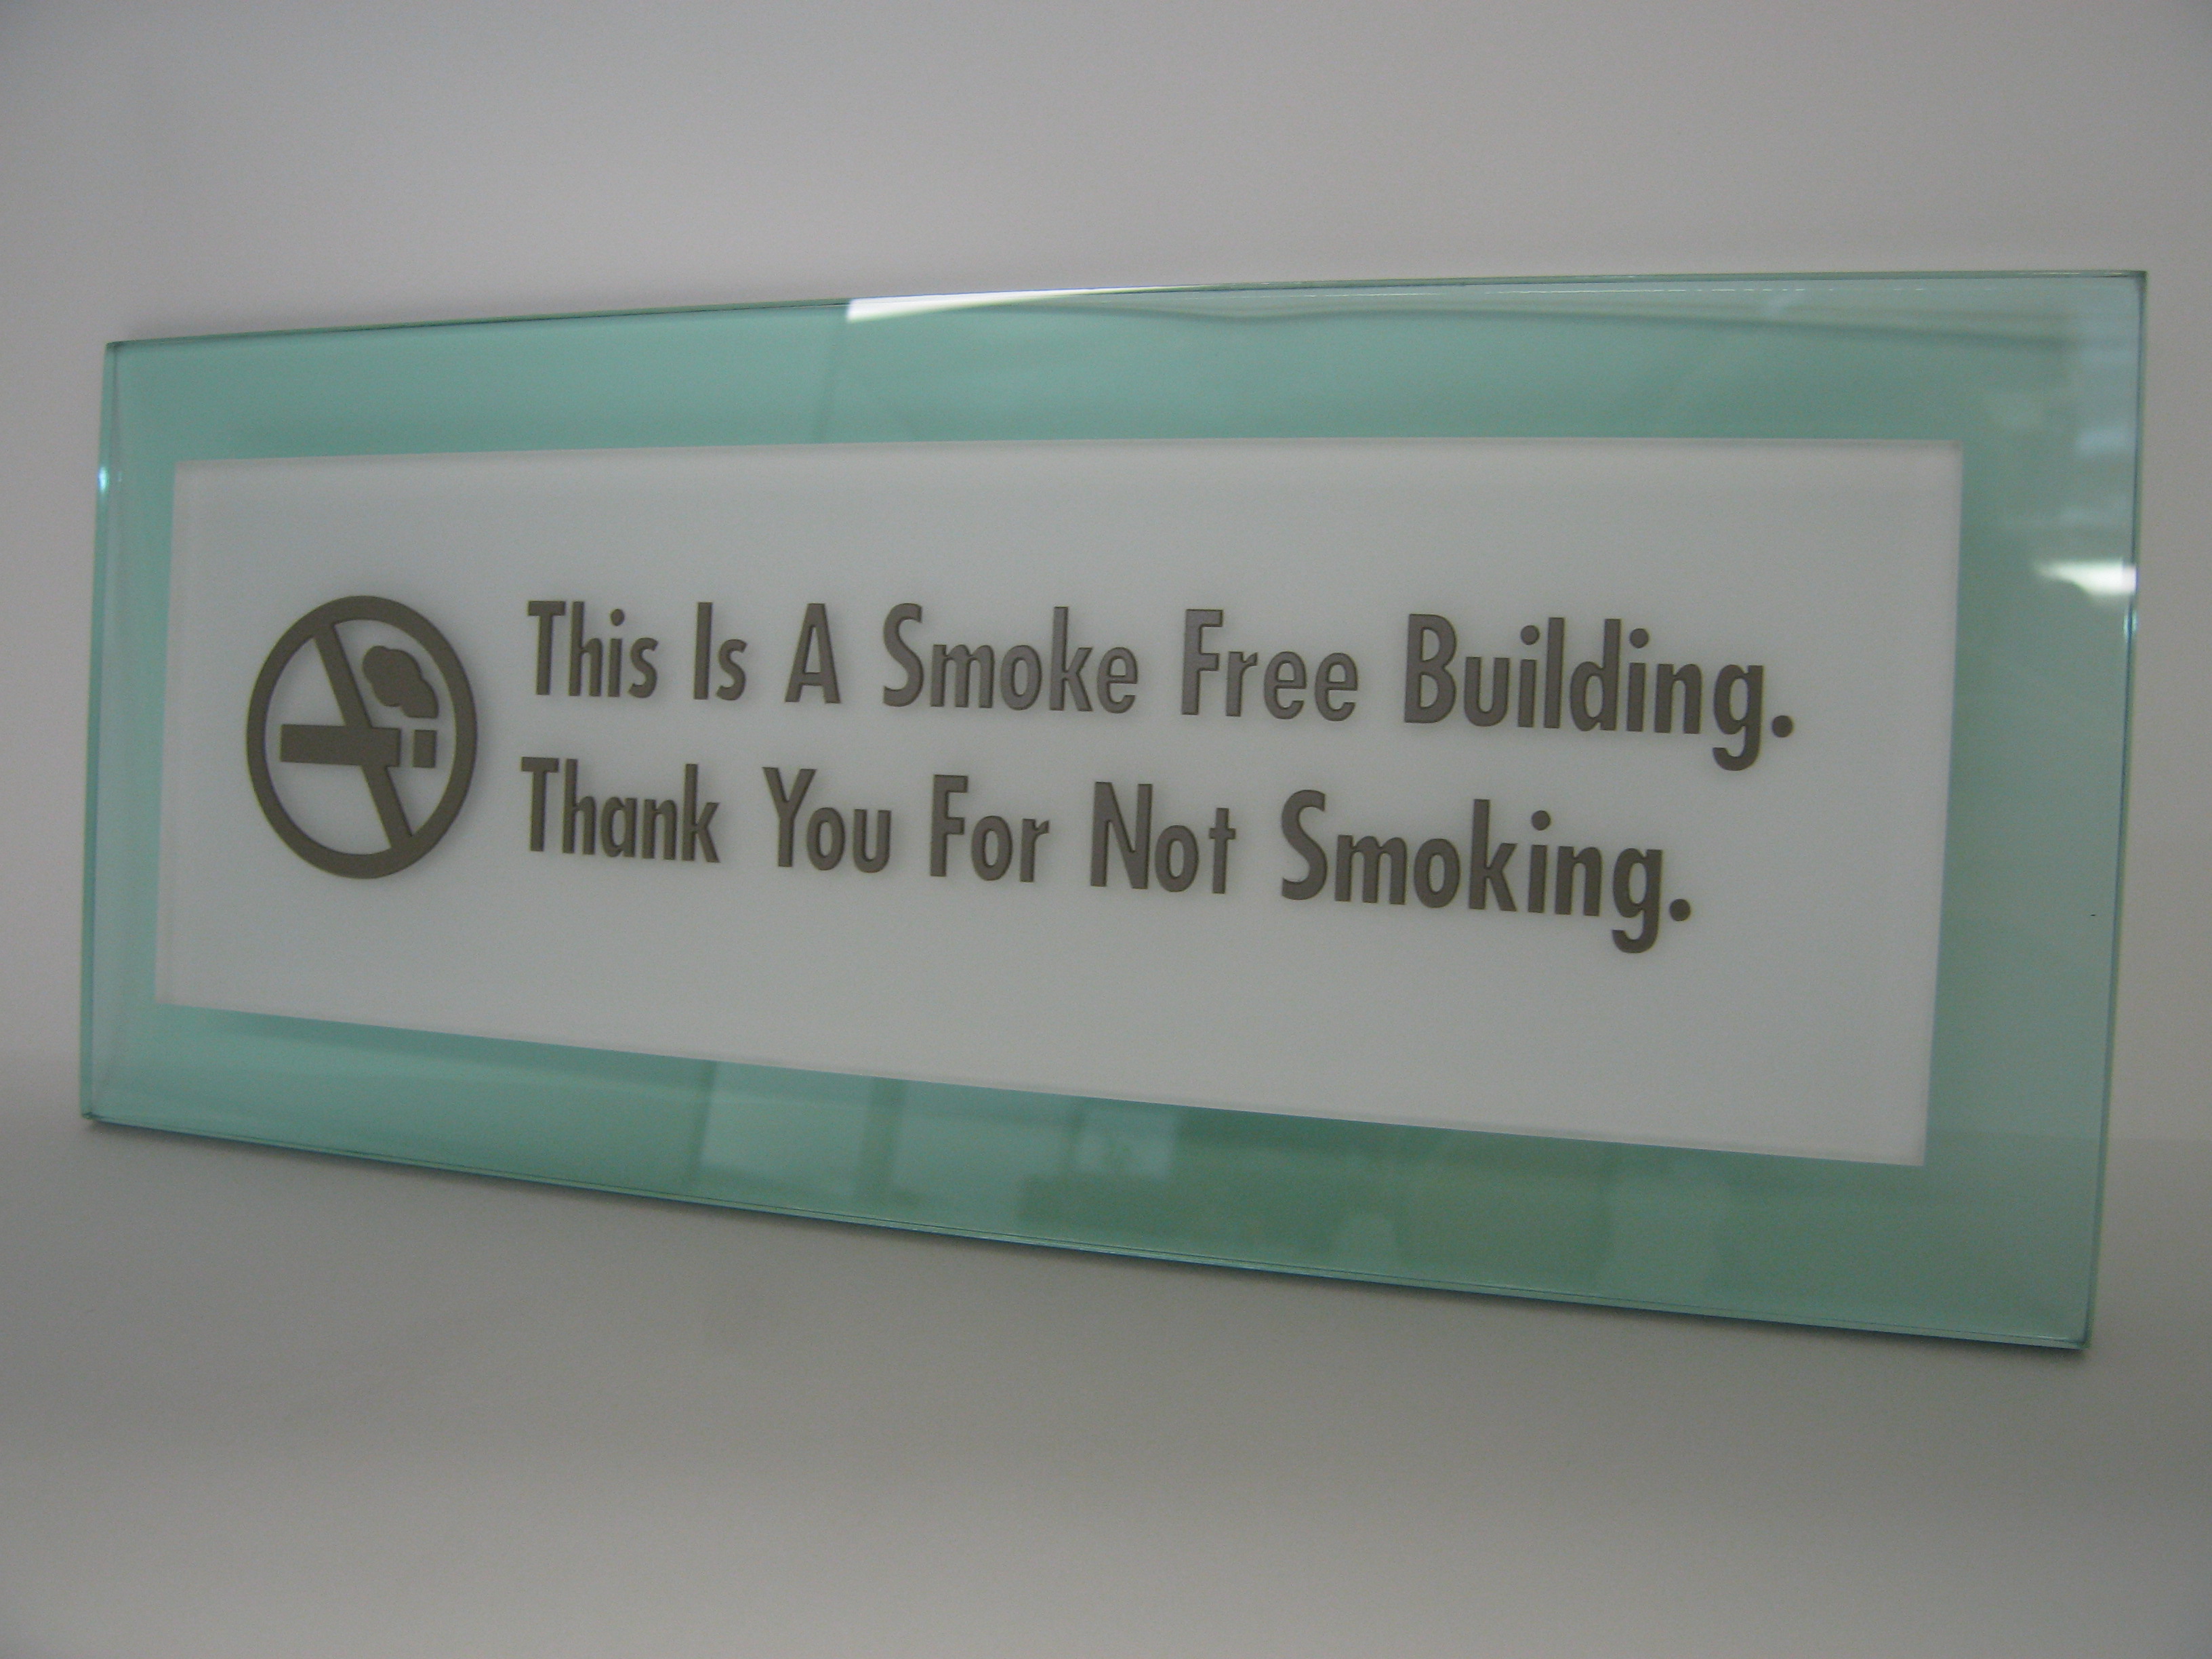 This Is A Smoke Free Building.
Thank You For Not Smoking.